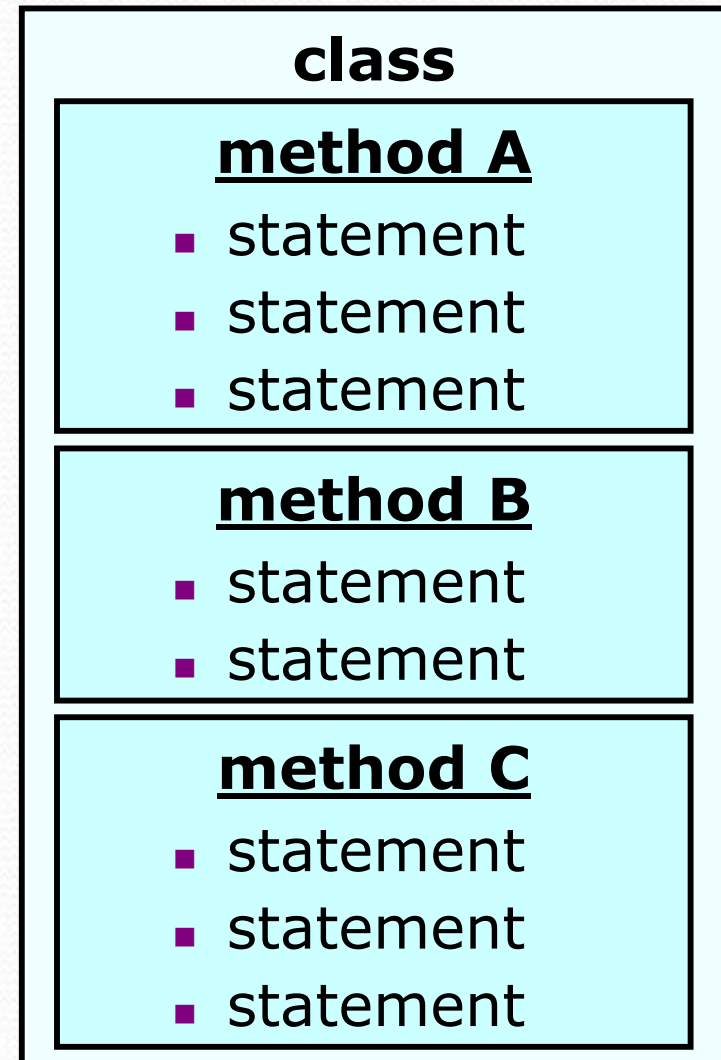 class
method A
▪ statement
▪ statement
▪ statement
method B
▪ statement
▪ statement
method C
▪ statement
▪ statement
▪ statement